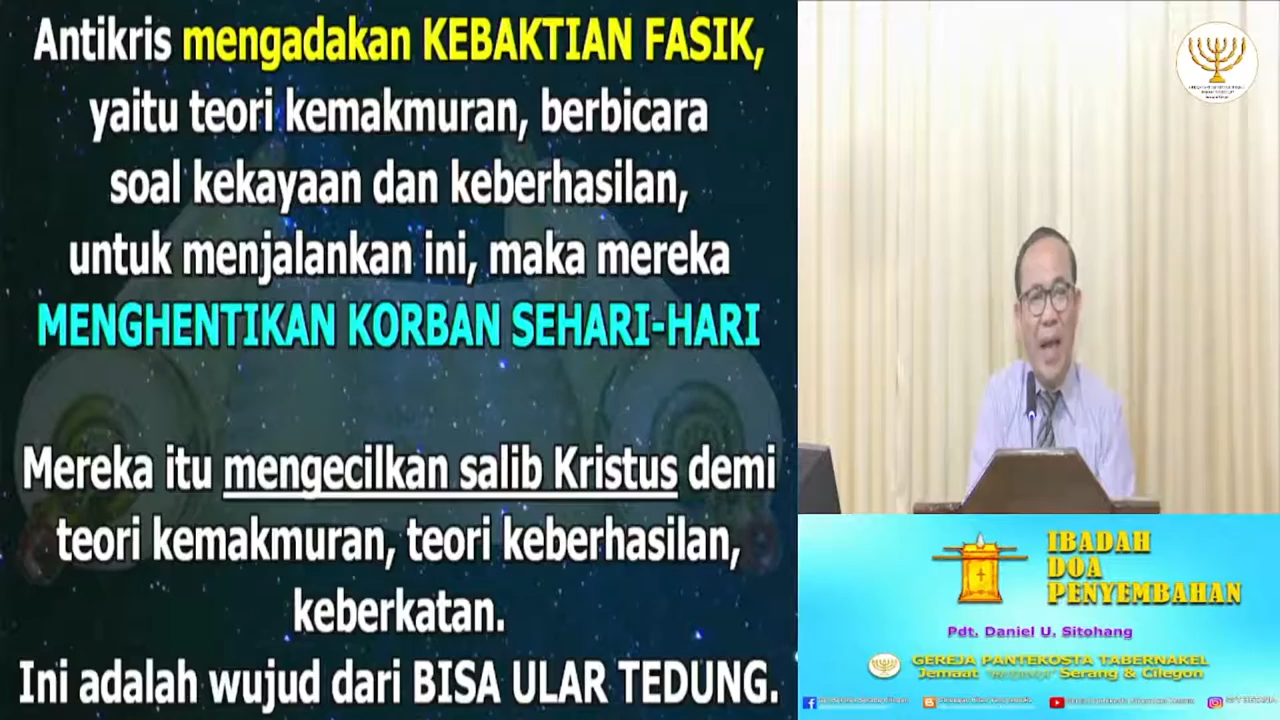 Antikris mengadakan KEBAKTIAN FASIK,
yaitu teori kemakmuran, berbicara
soal kekayaan dan keberhasilan,
untuk menjalankan ini, maka mereka
MENGHENTIKAN KORBAN SEHARI-HARI
Mereka itu mengecilkan salib Kristus demi
teori kemakmuran, teori keberhasilan,
keberkatan.
Ini adalah wujud dari BISA ULAR TEDUNG.
IBADAH
DOA
PENYEMBAHAN
Pdt. Daniel U. Sitohang
GEREJA PANTEKOSTA TABERNAKEL
Jemaat Serang & Cilegon